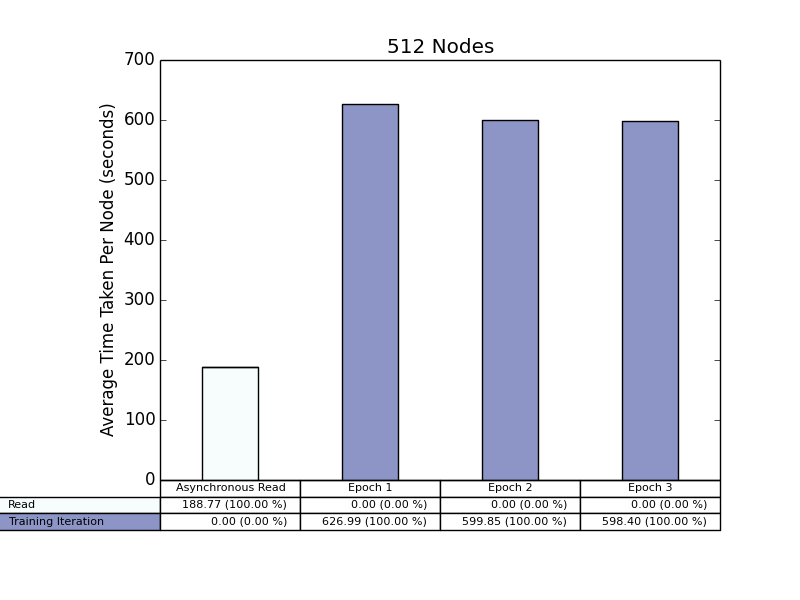 512 Nodes
Average Time Taken Per Node (seconds)
700
600
500
400
300
200
100
0
Asynchronous Read Epoch 1 Epoch 2 Epoch 3
Read 188.77 (100.00 %) 0.00 (0.00 %) 0.00 (0.00 %) 0.00 (0.00 %)
Training Iteration 0.00 (0.00 %) 626.99 (100.00 %) 599.85 (100.00 %) 598.40 (100.00 %)